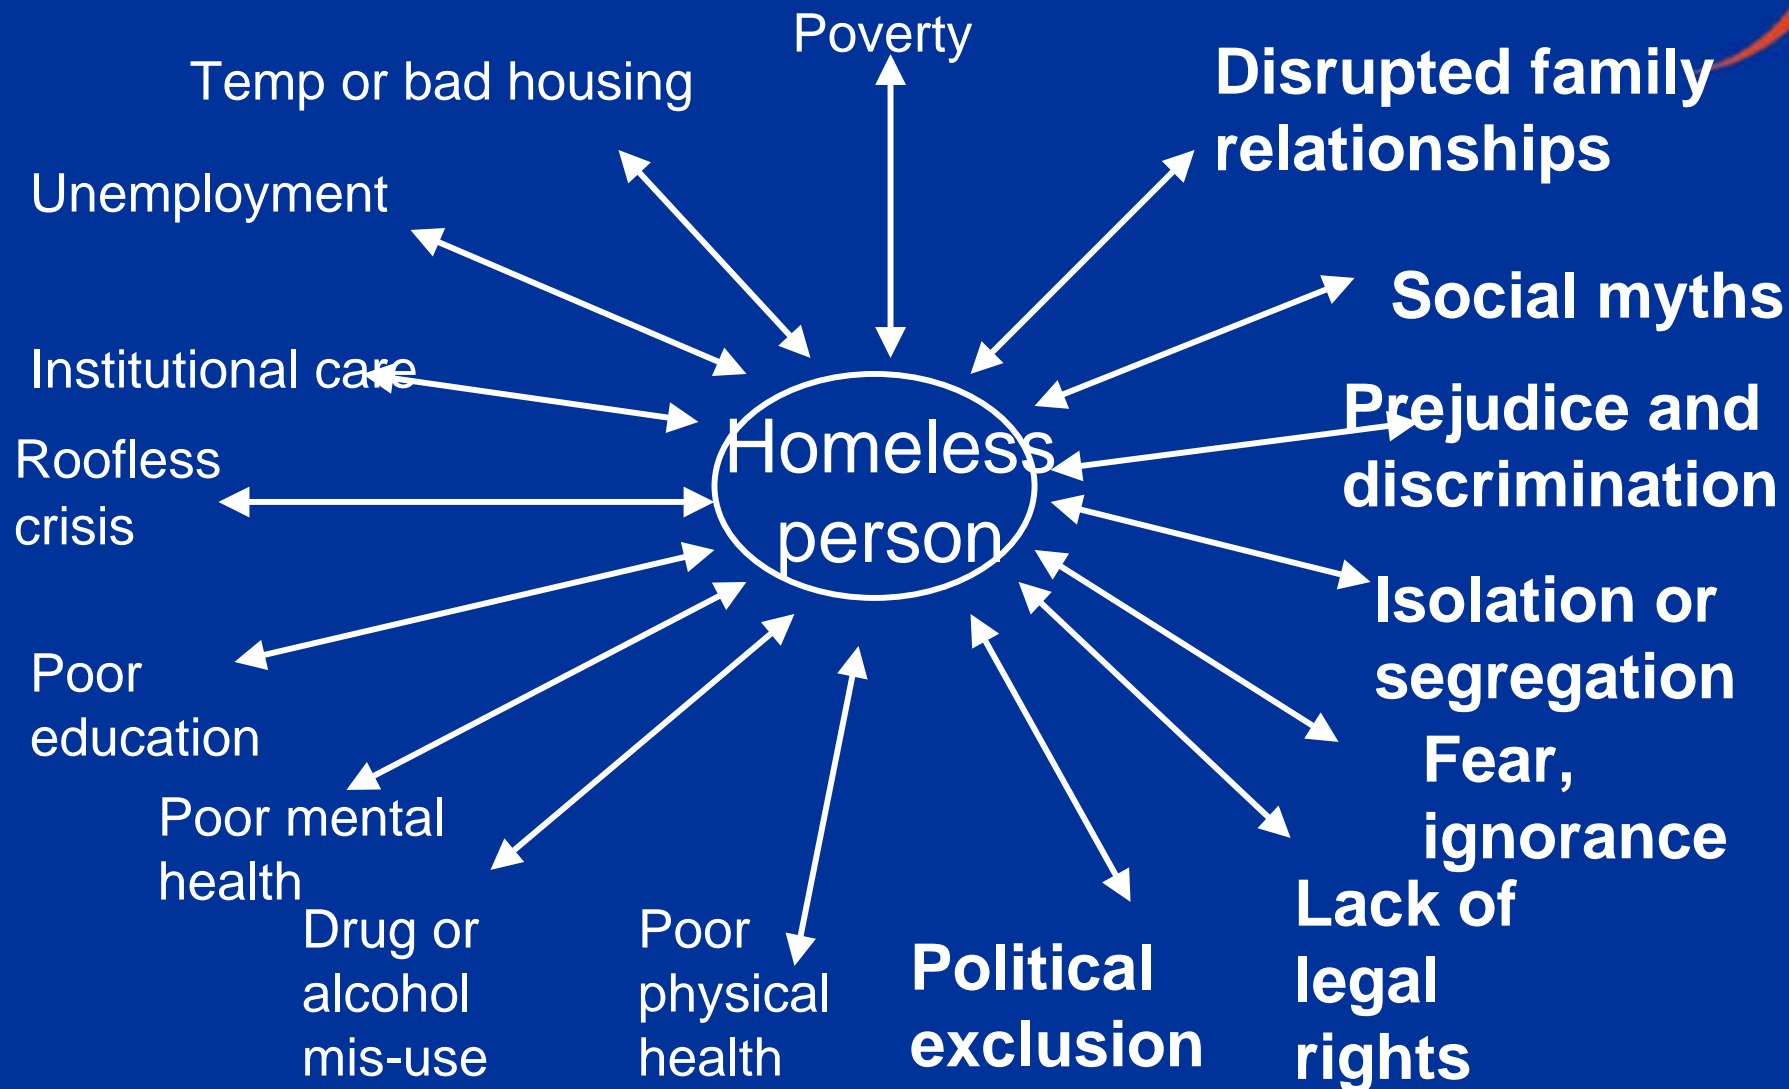 Poverty
Temp or bad housing
Disrupted family
relationships
Unemployment
Social myths
Institutional care
Prejudice and
discrimination
Homeless
person
Roofless
crisis
Isolation or
segregation
Poor
education
Fear,
ignorance
Poor mental
health
Lack of
legal
rights
Drug or
alcohol
mis-use
Poor
physical
health
Political
exclusion